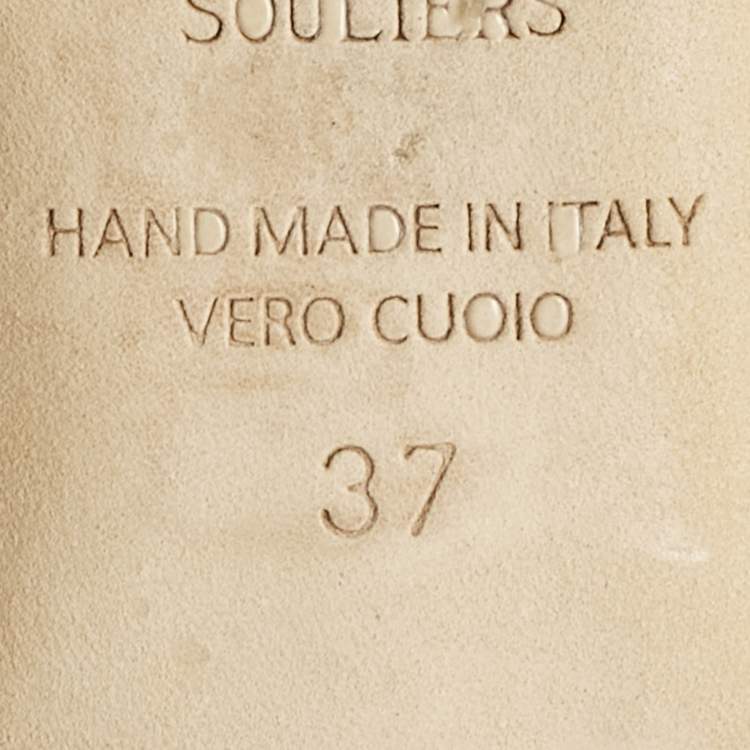 SOULIERS
HAND MADE IN ITALY
VERO CUOIO
37